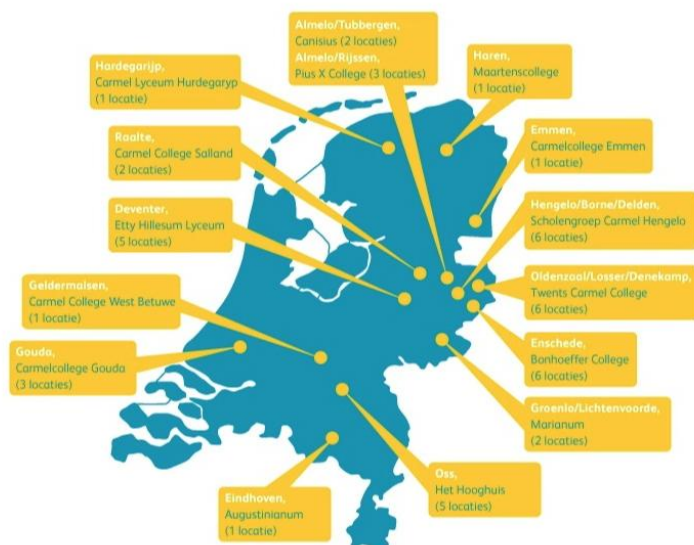 Almelo/Tubbergen,
Canisius (2 locaties)
Almelo/Rijssen,
Pius X College (3 locaties)
Hardegarijp,
Carmel Lyceum Hurdegaryp
(1 locatie)
Haren,
Maartenscollege
(1 locatie)
Raalte,
Carmel College Salland
(2 locaties)
Emmen,
Carmelcollege Emmen
(1 locatie)
Deventer,
Etty Hillesum Lyceum
(5 locaties)
Hengelo/Borne/Delden,
Scholengroep Carmel Hengelo
(6 locaties)
Geldermalsen,
Carmel College West Betuwe
(1 locatie)
Oldenzaal/Losser/Denekamp,
Twents Carmel College
(6 locaties)
Gouda,
Carmelcollege Gouda
(3 locaties)
Enschede,
Bonhoeffer College
(6 locaties)
Groenlo/Lichtenvoorde,
Marianum
(2 locaties)
Oss,
Het Hooghuis
(5 locaties)
Eindhoven,
Augustinianum
(1 locatie)